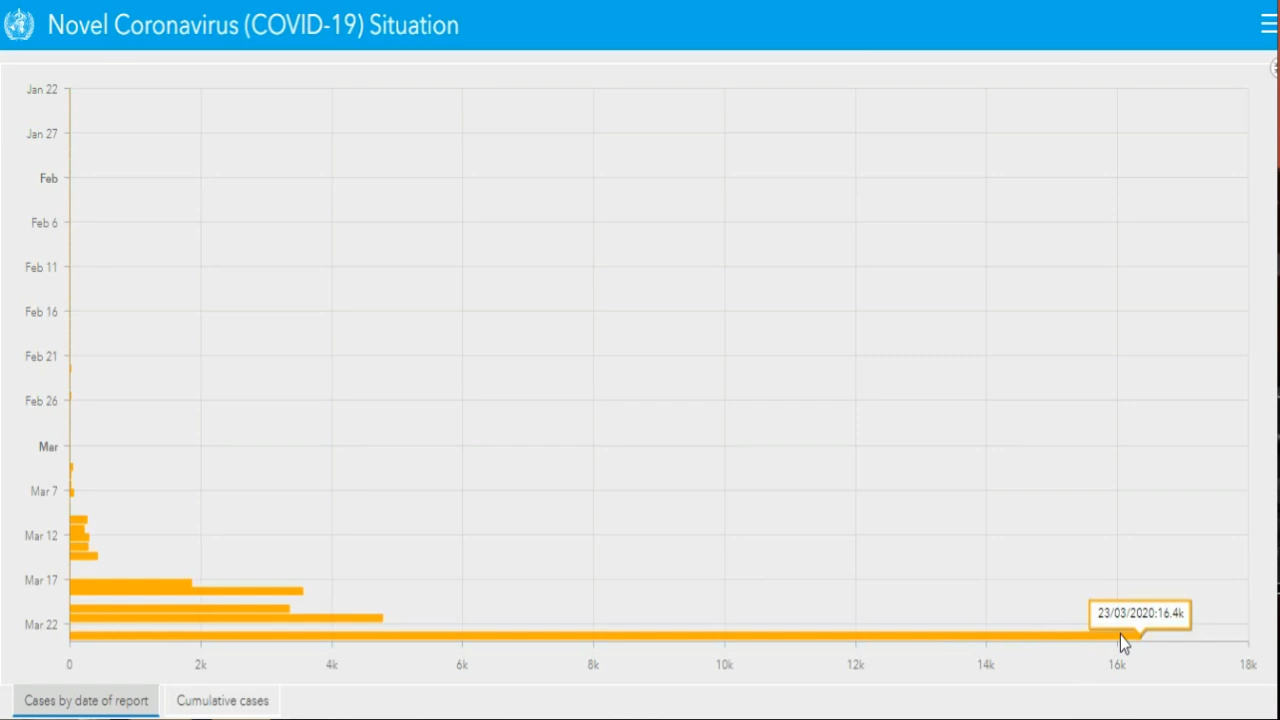 Novel Coronavirus (COVID-19) Situation
Jan 22
Jan 27
Feb
Feb 6
Feb 11
Feb 16
Feb 21
Feb 26
Mar
Mar 7
Mar 12
Mar 17
Mar 22
23/03/2020:16.4k
0 2k 4k 6k 8k 10k 12k 14k 16k 18k
Cases by date of report Cumulative cases